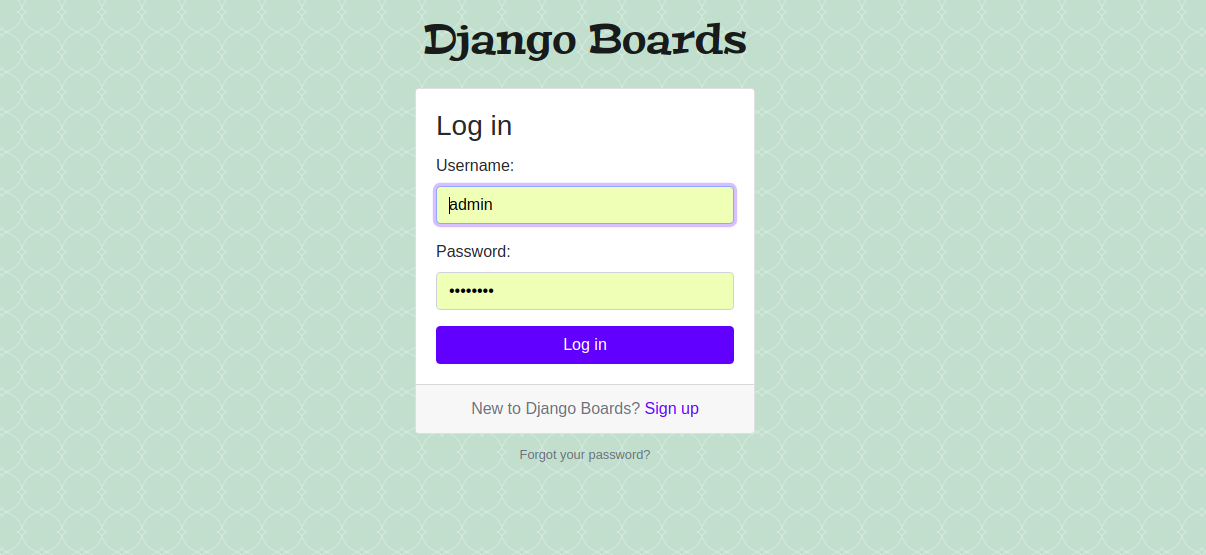 Django Boards
Log in
Username:
admin
Password:
••••••••
Log in
New to Django Boards? Sign up
Forgot your password?